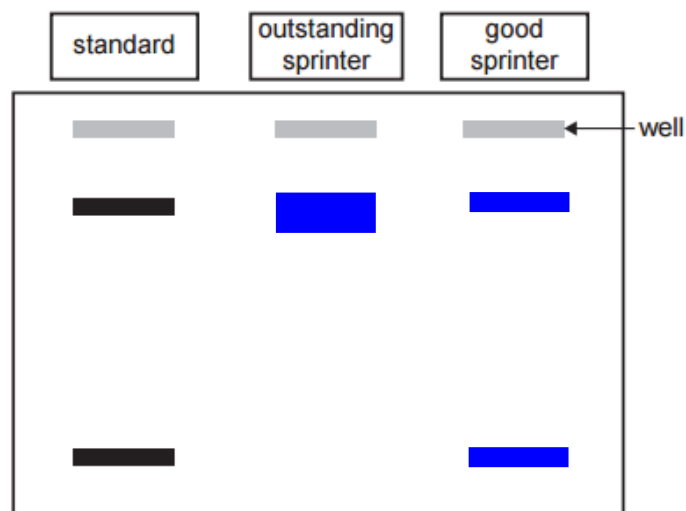 standard
outstanding
sprinter
good
sprinter
well